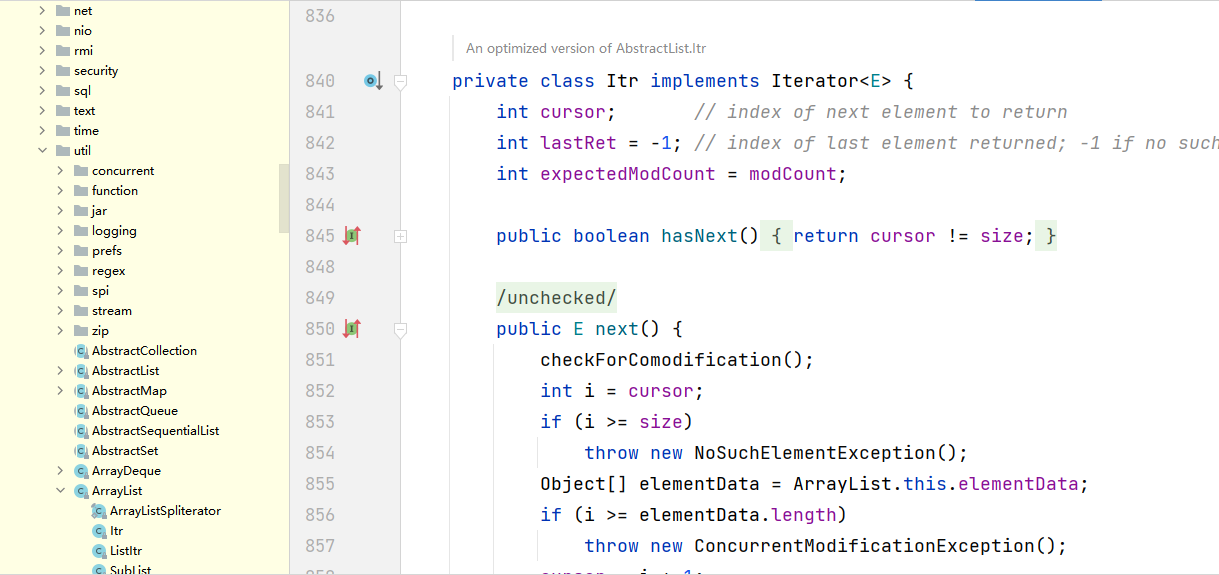 net
nio
rmi
security
sql
text
time
util
concurrent
function
jar
logging
prefs
regex
spi
stream
zip
AbstractCollection
AbstractList
AbstractMap
AbstractQueue
AbstractSequentialList
AbstractSet
ArrayDeque
ArrayList
ArrayListSpliterator
Itr
ListItr
SubList
836
An optimized version of AbstractList.Itr
840 private class Itr implements Iterator<E> {
841 int cursor; // index of next element to return
842 int lastRet = -1; // index of last element returned; -1 if no such
843 int expectedModCount = modCount;
844
845 public boolean hasNext() { return cursor != size; }
848
849 /unchecked/
850 public E next() {
851 checkForComodification();
852 int i = cursor;
853 if (i >= size)
854 throw new NoSuchElementException();
855 Object[] elementData = ArrayList.this.elementData;
856 if (i >= elementData.length)
857 throw new ConcurrentModificationException();